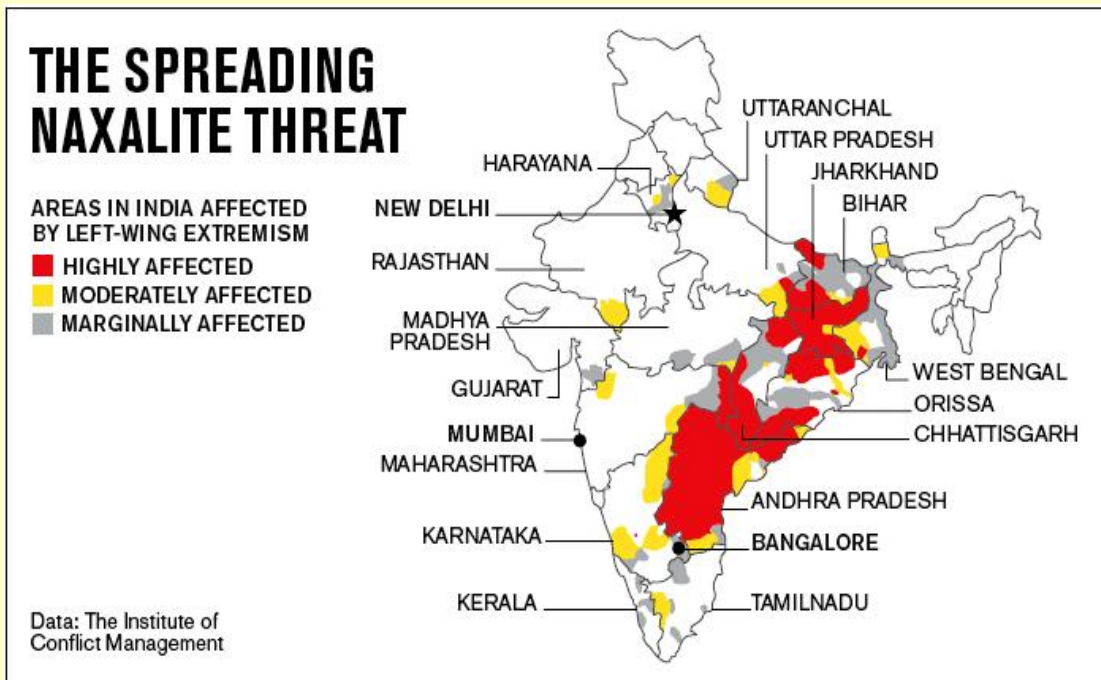 THE SPREADING
NAXALITE THREAT
AREAS IN INDIA AFFECTED
BY LEFT-WING EXTREMISM
HIGHLY AFFECTED
MODERATELY AFFECTED
MARGINALLY AFFECTED
UTTARANCHAL
UTTAR PRADESH
HARAYANA
JHARKHAND
BIHAR
NEW DELHI
RAJASTHAN
MADHYA
PRADESH
GUJARAT
WEST BENGAL
ORISSA
MUMBAI
CHHATTISGARH
MAHARASHTRA
ANDHRA PRADESH
KARNATAKA
BANGALORE
KERALA
TAMILNADU
Data: The Institute of
Conflict Management